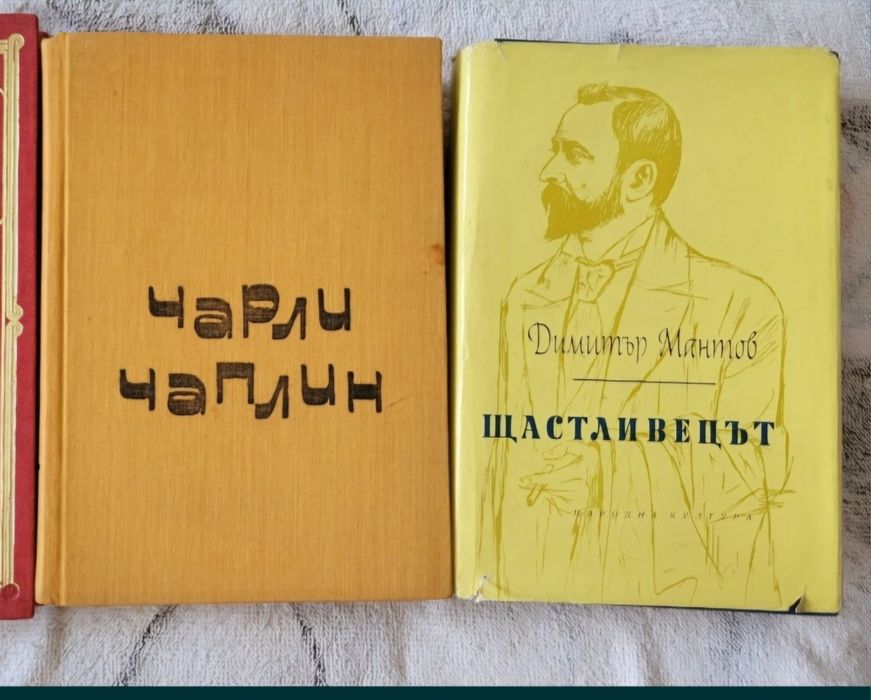 чарли
чаплин
Димитър Мантов
ЩАСТЛИВЕЦЪТ
НАРОДНА КУЛТУРА